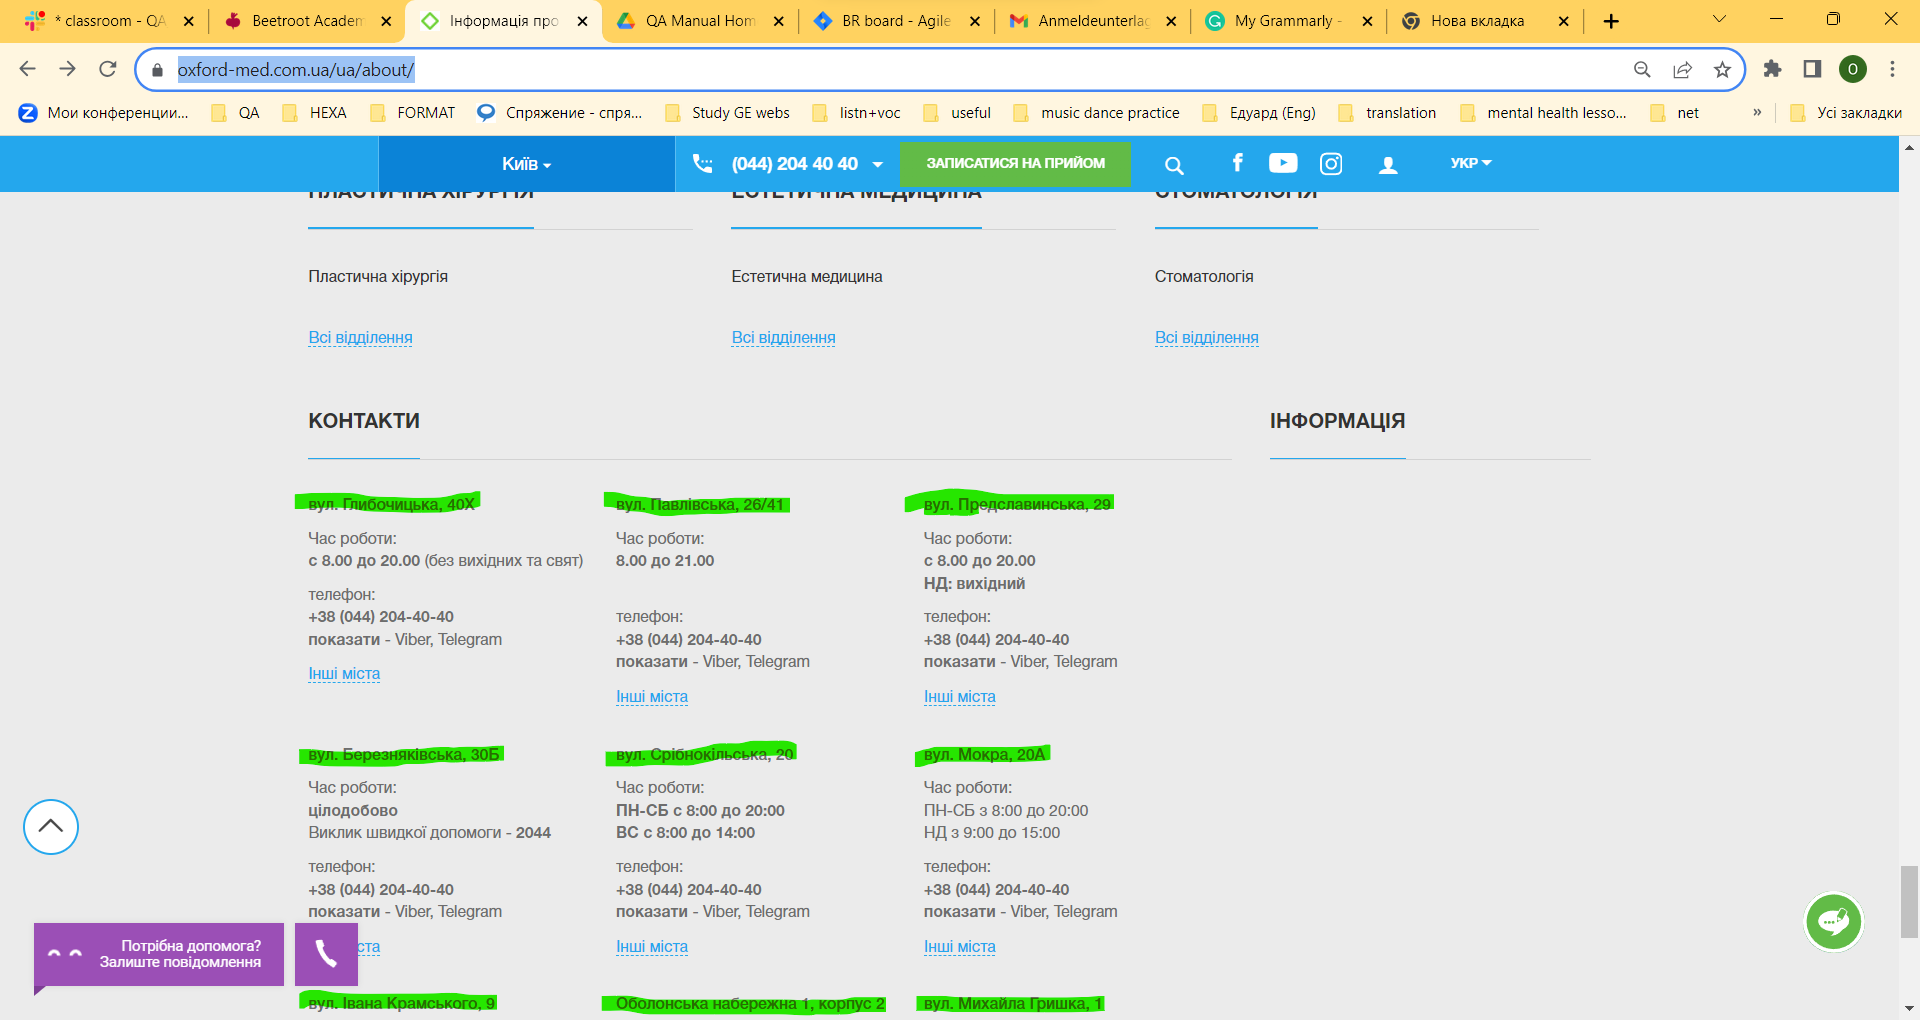 * classroom - QA
Beetroot Academ
Інформація про
QA Manual Hom
BR board - Agile
Anmeldeunterlag
My Grammarly -
Нова вкладка
oxford-med.com.ua/ua/about/
O
Мои конференции...
QA
HEXA
FORMAT
Спряжение - спря...
Study GE webs
listn+voc
useful
music dance practice
Едуард (Eng)
translation
mental health lesso...
net
»
Усі закладки
Київ
(044) 204 40 40
ЗАПИСАТИСЯ НА ПРИЙОМ
УКР
ПЛАСТИЧНА ХІРУРГІЯ
ЕСТЕТИЧНА МЕДИЦИНА
СТОМАТОЛОГІЯ
Пластична хірургія
Естетична медицина
Стоматологія
Всі відділення
Всі відділення
Всі відділення
КОНТАКТИ
ІНФОРМАЦІЯ
вул. Глибочицька, 40Х
Час роботи:
с 8.00 до 20.00 (без вихідних та свят)
телефон:
+38 (044) 204-40-40
показати - Viber, Telegram
Інші міста
вул. Павлівська, 26/41
Час роботи:
8.00 до 21.00
телефон:
+38 (044) 204-40-40
показати - Viber, Telegram
Інші міста
вул. Предславинська, 29
Час роботи:
с 8.00 до 20.00
НД: вихідний
телефон:
+38 (044) 204-40-40
показати - Viber, Telegram
Інші міста
вул. Березняківська, 30Б
Час роботи:
цілодобово
Виклик швидкої допомоги - 2044
телефон:
+38 (044) 204-40-40
показати - Viber, Telegram
ста
вул. Срібнокільська, 20
Час роботи:
ПН-СБ с 8:00 до 20:00
ВС с 8:00 до 14:00
телефон:
+38 (044) 204-40-40
показати - Viber, Telegram
Інші міста
вул. Мокра, 20А
Час роботи:
ПН-СБ з 8:00 до 20:00
НД з 9:00 до 15:00
телефон:
+38 (044) 204-40-40
показати - Viber, Telegram
Інші міста
Потрібна допомога?
Залиште повідомлення
вул. Івана Крамського, 9
Оболонська набережна 1, корпус 2
вул. Михайла Гришка, 1